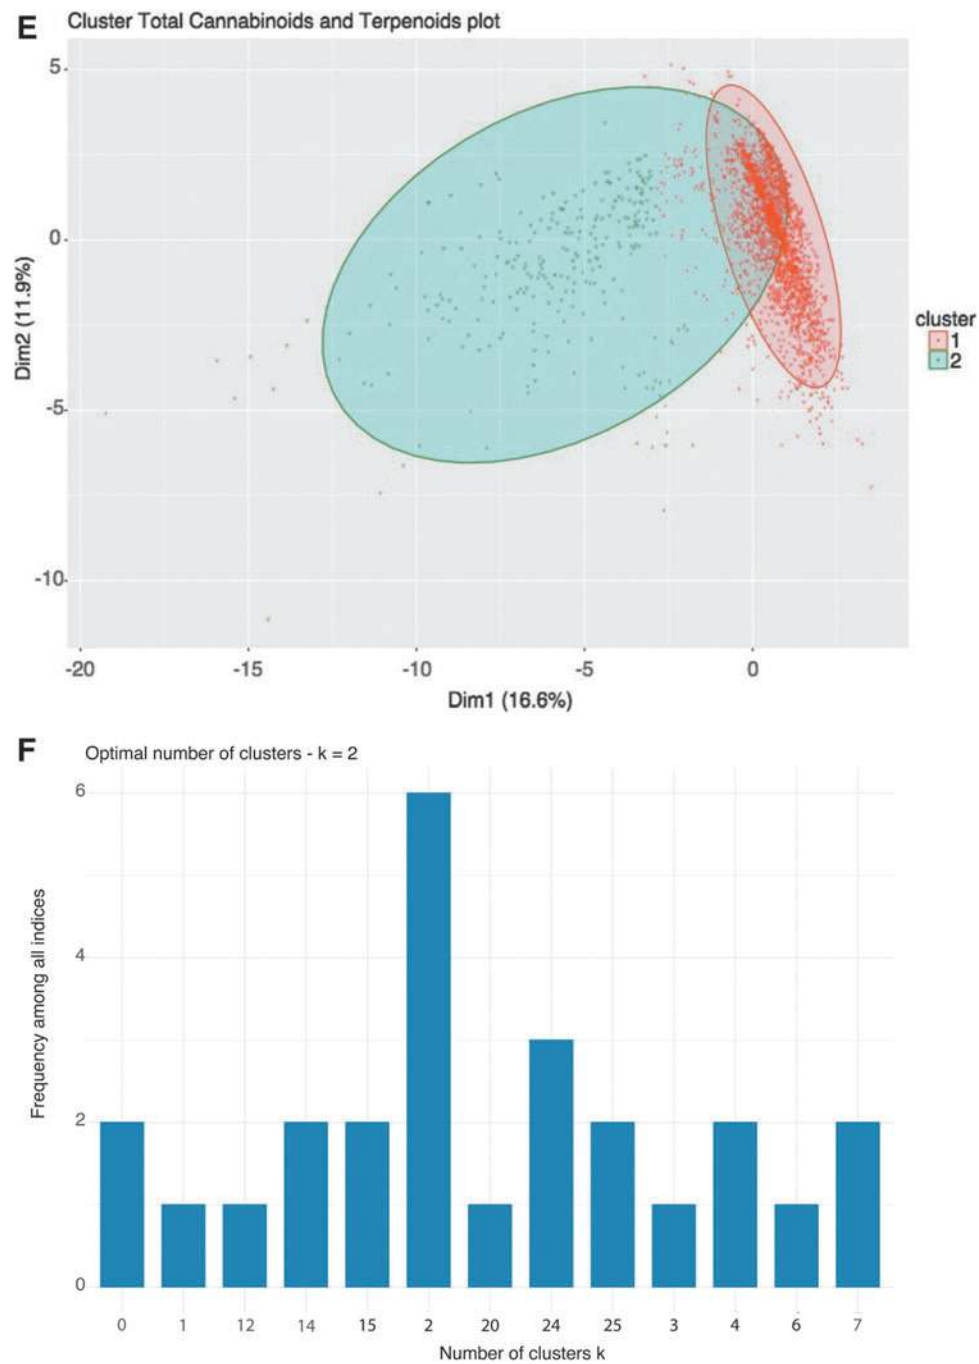 E
Cluster Total Cannabinoids and Terpenoids plot
5
0
-5
-10
Dim2 (11.9%)
-20 -15 -10 -5 0
Dim1 (16.6%)
cluster
1
2
F
Optimal number of clusters - k = 2
6
4
2
0
Frequency among all indices
0 1 12 14 15 2 20 24 25 3 4 6 7
Number of clusters k